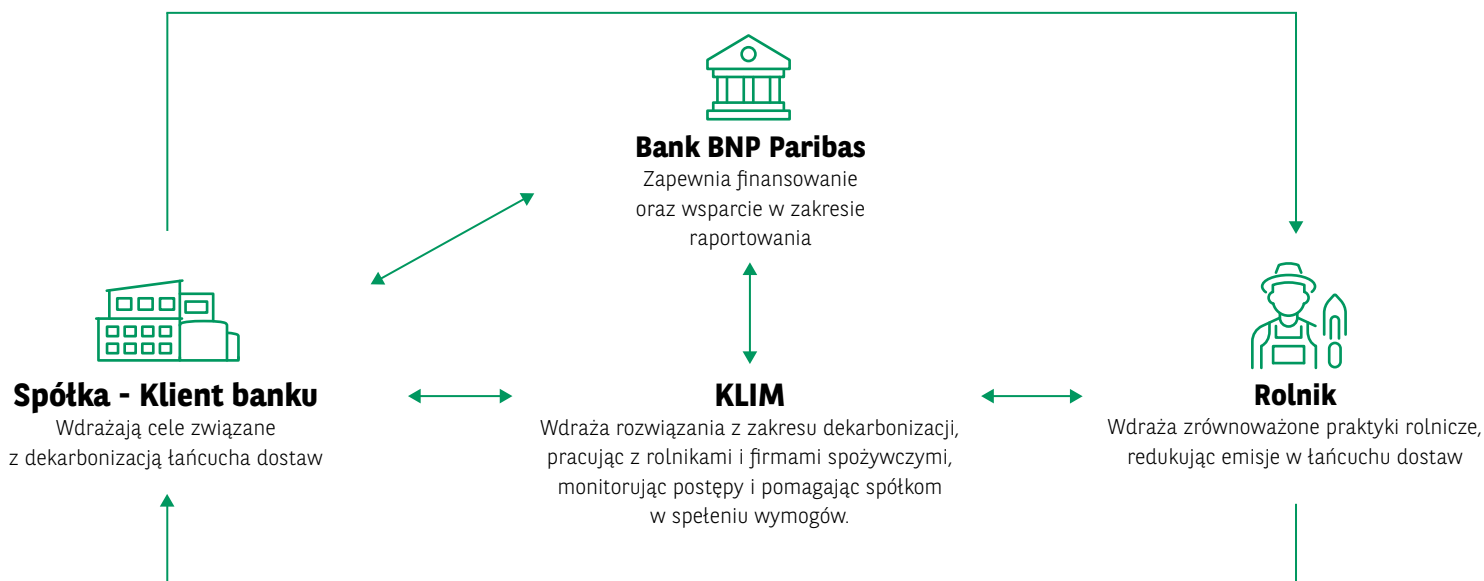 Bank BNP Paribas
Zapewnia finansowanie
oraz wsparcie w zakresie
raportowania
Spółka - Klient banku
Wdrażają cele związane
z dekarbonizacją łańcucha dostaw
KLIM
Wdraża rozwiązania z zakresu dekarbonizacji,
pracując z rolnikami i firmami spożywczymi,
monitorując postępy i pomagając spółkom
w spełeniu wymogów.
Rolnik
Wdraża zrównoważone praktyki rolnicze,
redukując emisje w łańcuchu dostaw